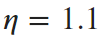 η = 1.1